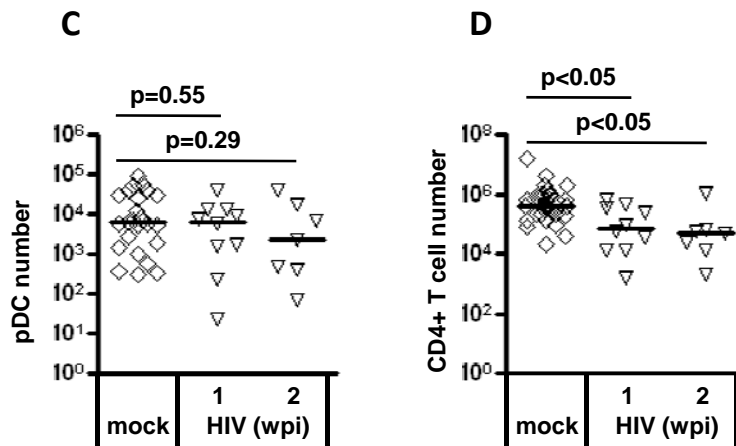 C
p=0.55
p=0.29
pDC number
10⁶
10⁵
10⁴
10³
10²
10¹
10⁰
1 2
mock HIV (wpi)
D
p<0.05
p<0.05
CD4+ T cell number
10⁸
10⁶
10⁴
10²
10⁰
1 2
mock HIV (wpi)